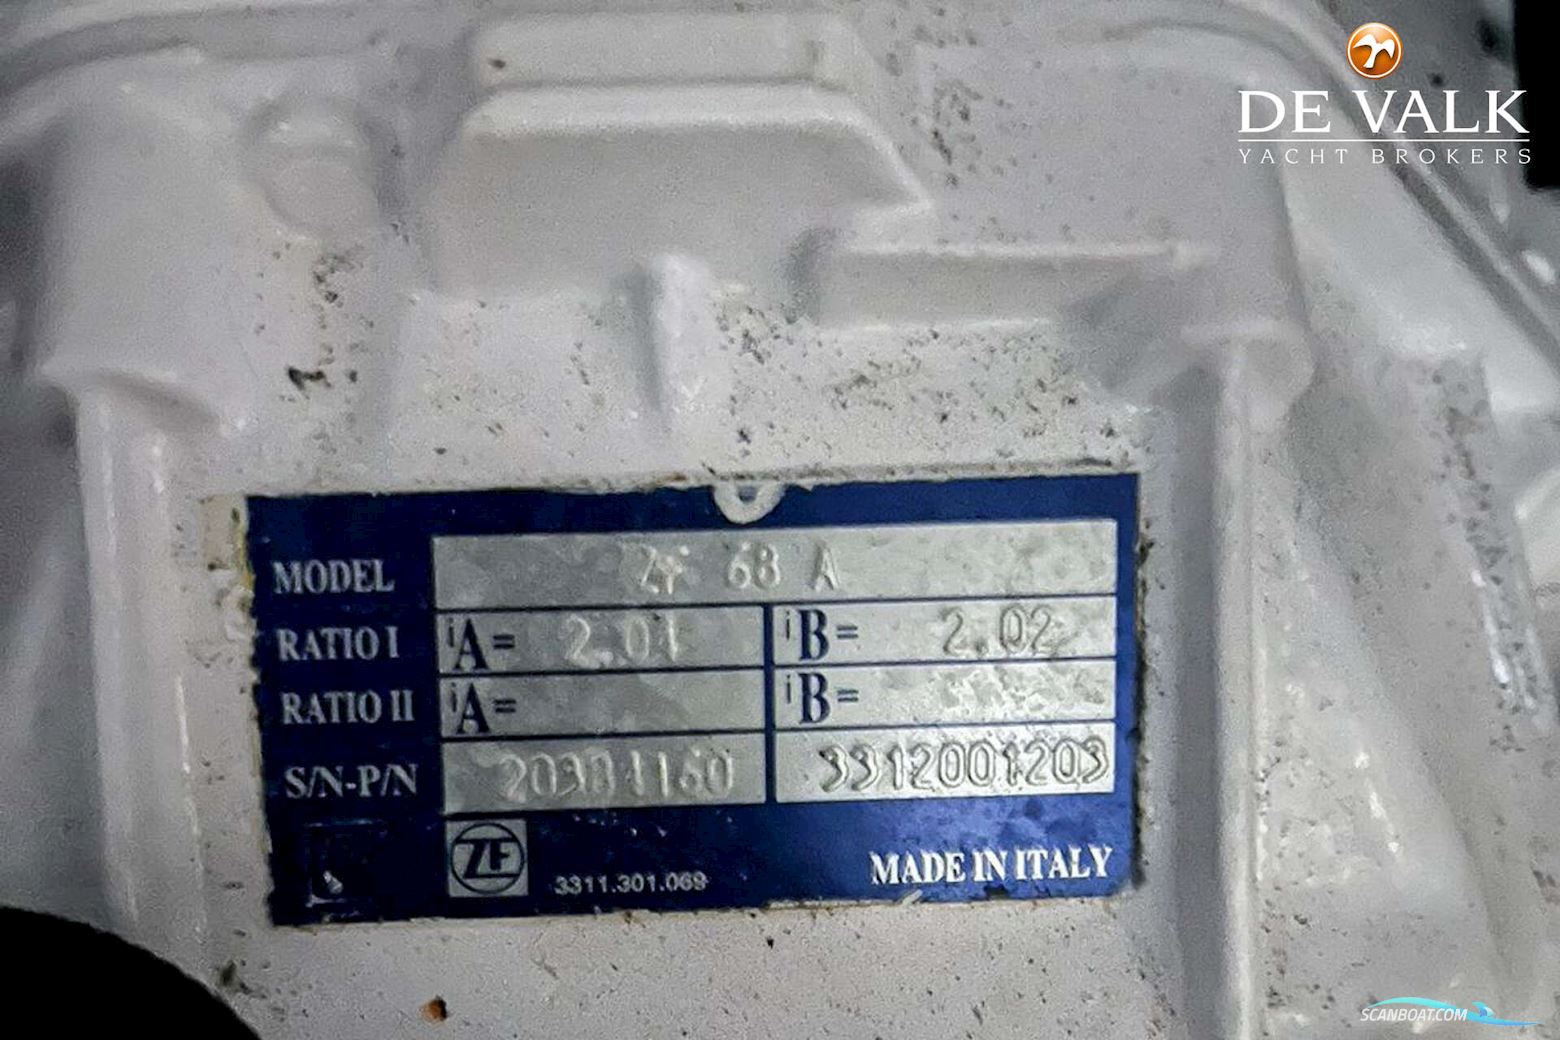 DE VALK
YACHT BROKERS
MODEL ZF 68 A
RATIO I iA= 2.01 iB= 2.02
RATIO II iA= iB=
S/N-P/N 3312001203
ZF 3311.301.069 MADE IN ITALY
SCANBOAT.COM